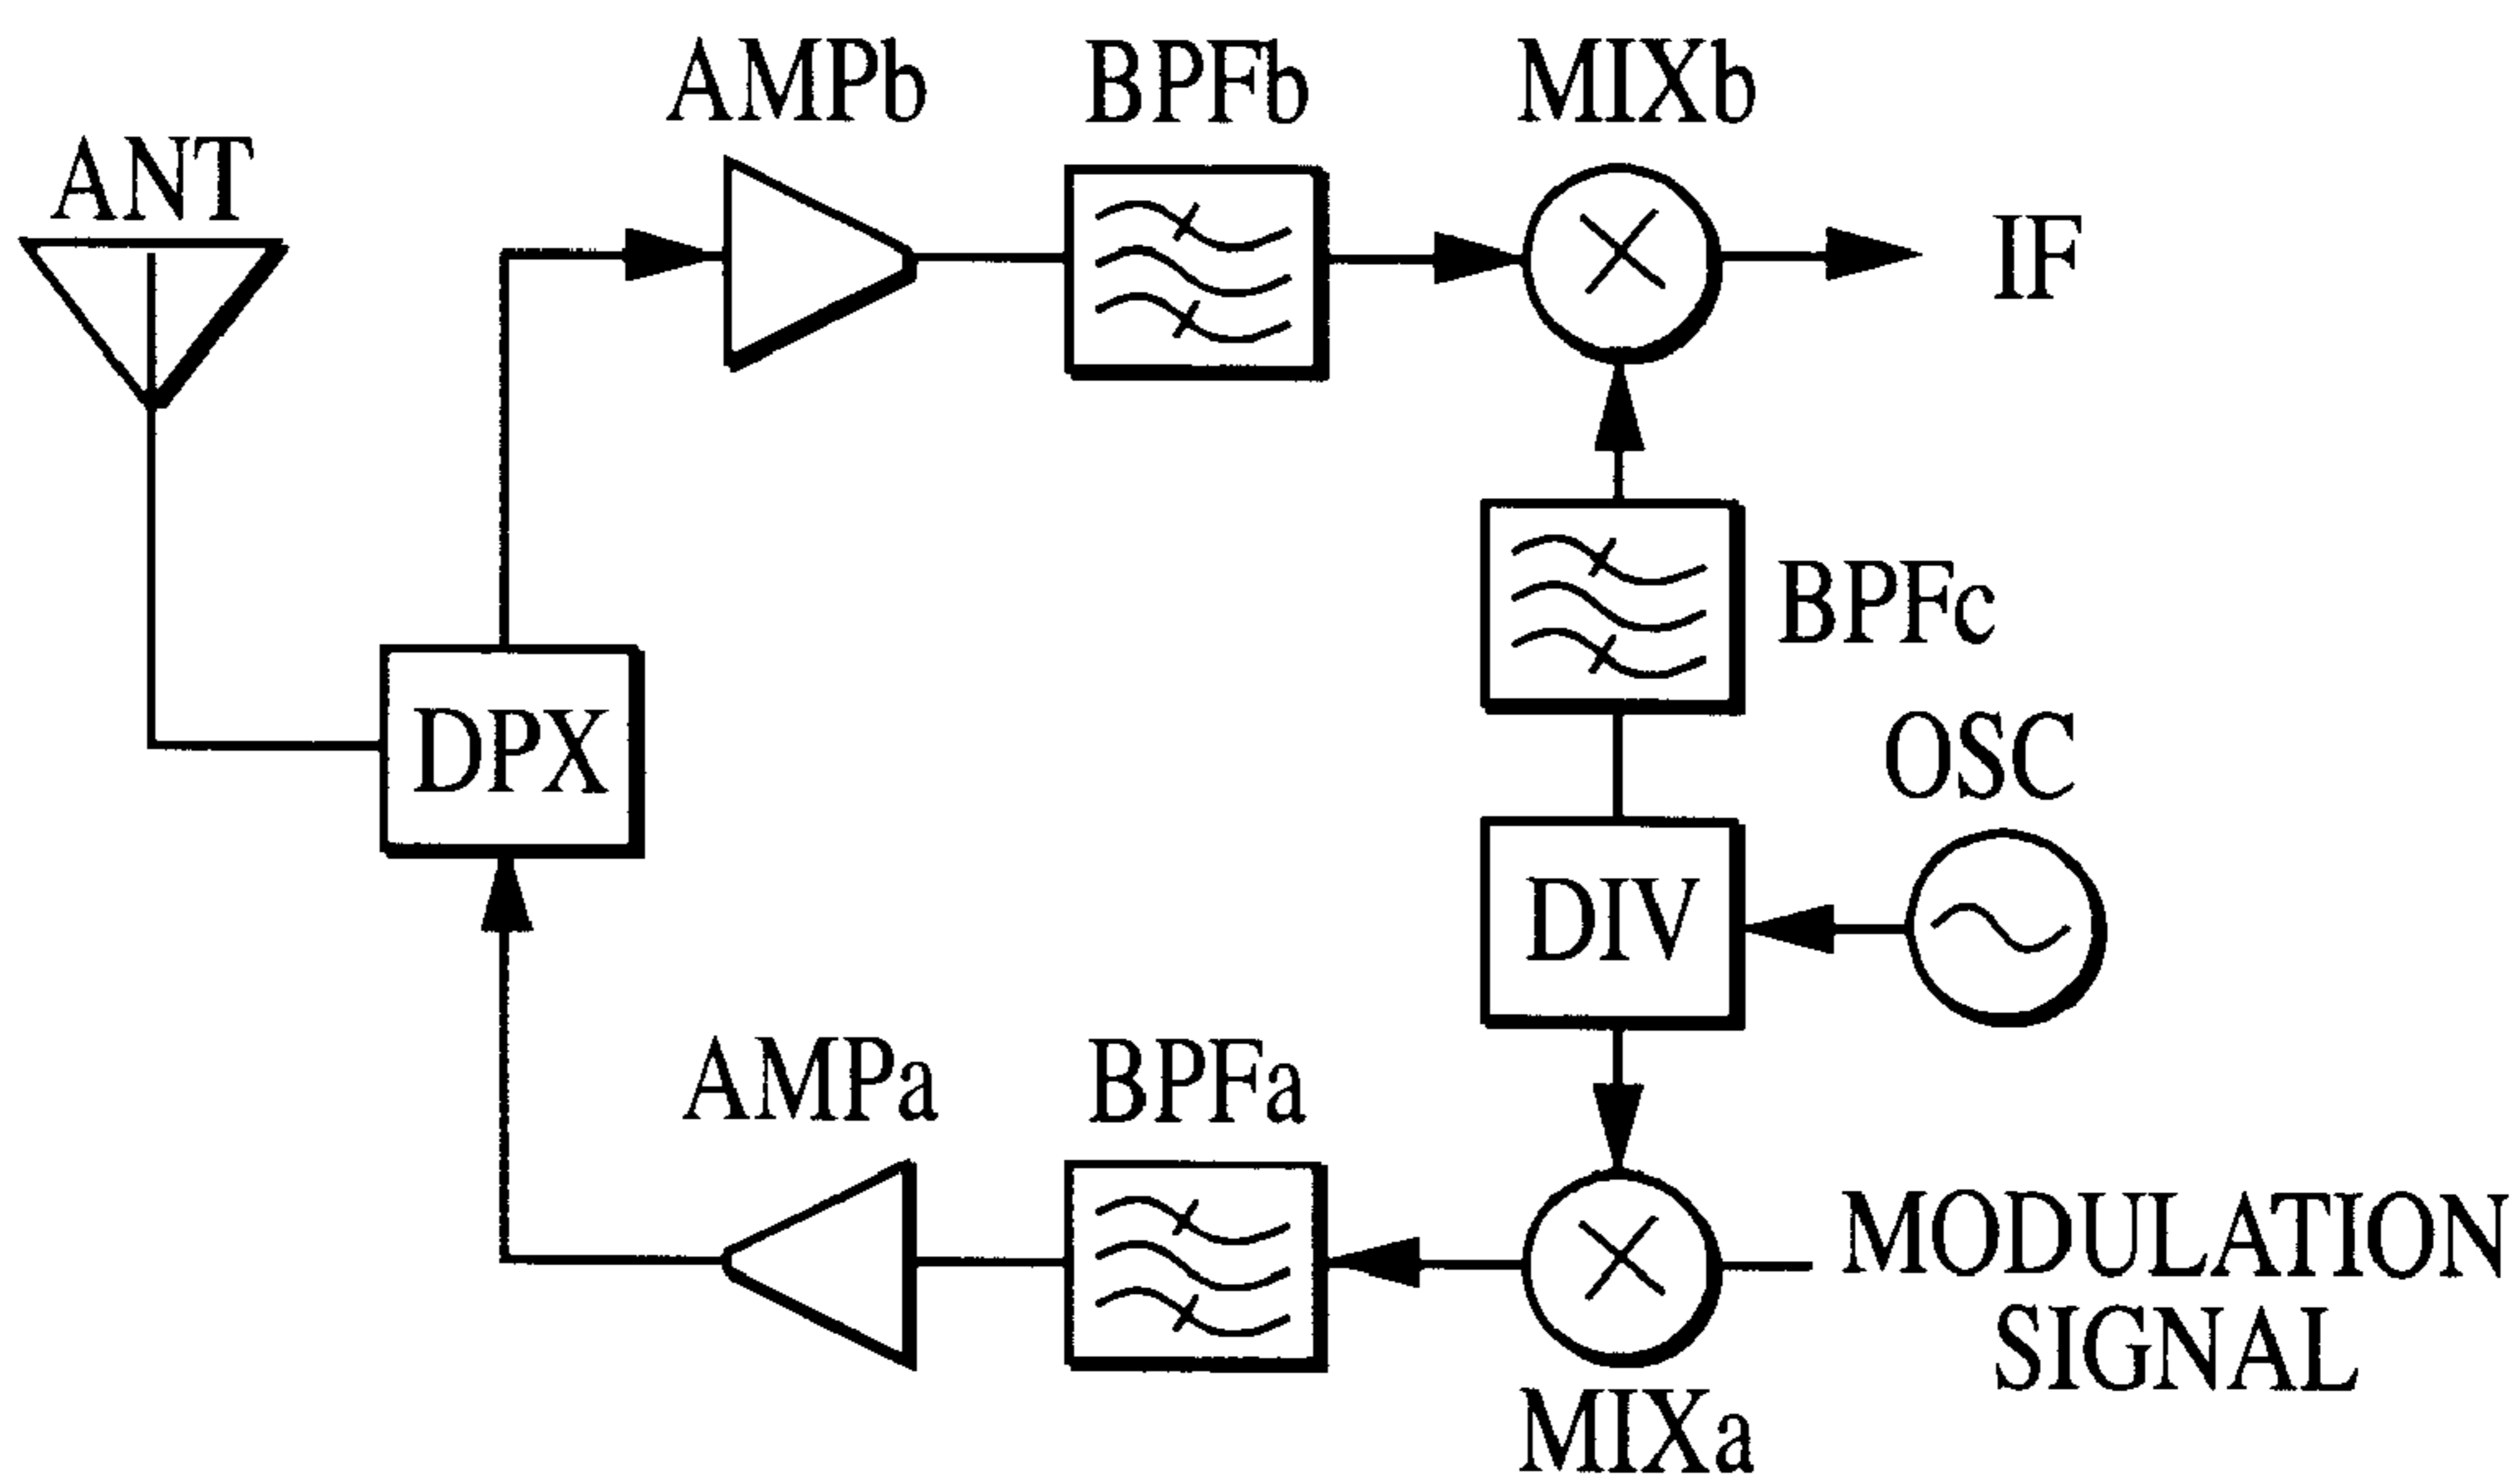 AMPb
BPFb
MIXb
ANT
IF
BPFc
DPX
OSC
DIV
AMPa
BPFa
MODULATION
SIGNAL
MIXa